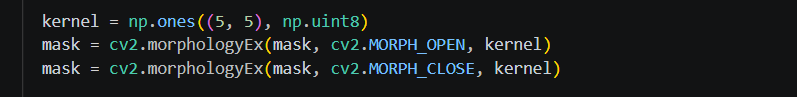 kernel = np.ones((5, 5), np.uint8)
mask = cv2.morphologyEx(mask, cv2.MORPH_OPEN, kernel)
mask = cv2.morphologyEx(mask, cv2.MORPH_CLOSE, kernel)